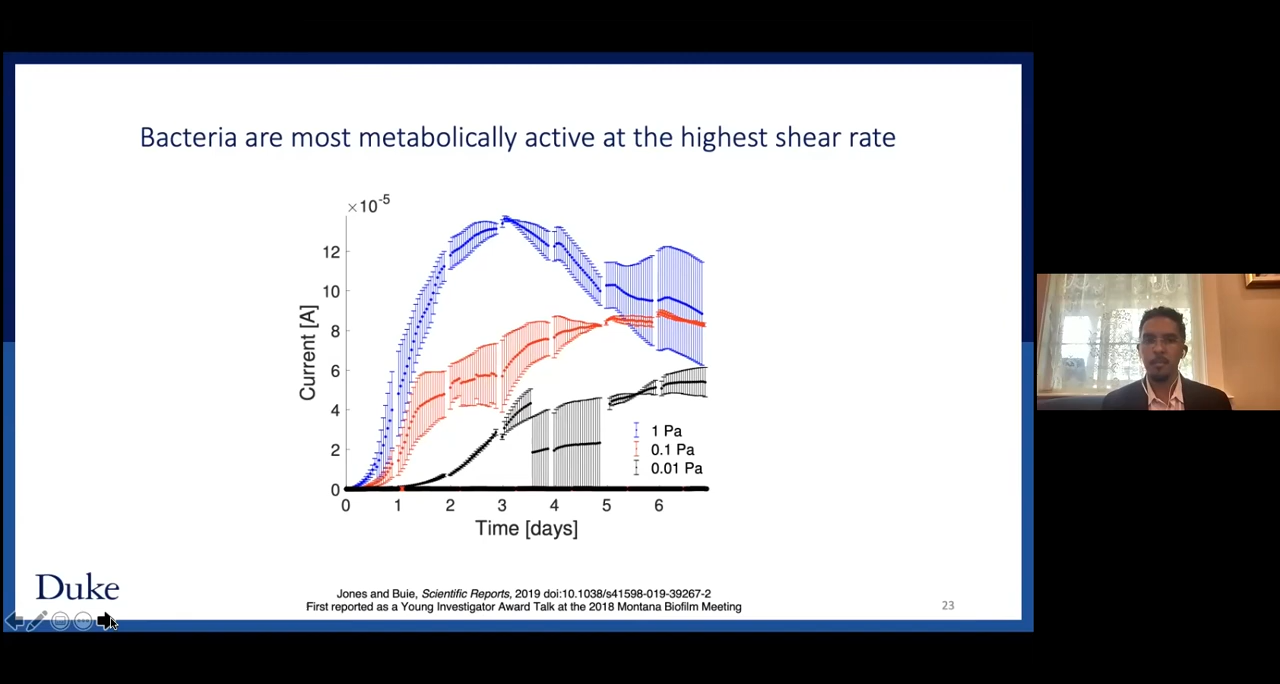 Bacteria are most metabolically active at the highest shear rate
×10-5
12
10
8
6
4
2
0
Current [A]
0 1 2 3 4 5 6
Time [days]
1 Pa
0.1 Pa
0.01 Pa
Duke
Jones and Buie, Scientific Reports, 2019 doi:10.1038/s41598-019-39267-2
First reported as a Young Investigator Award Talk at the 2018 Montana Biofilm Meeting
23